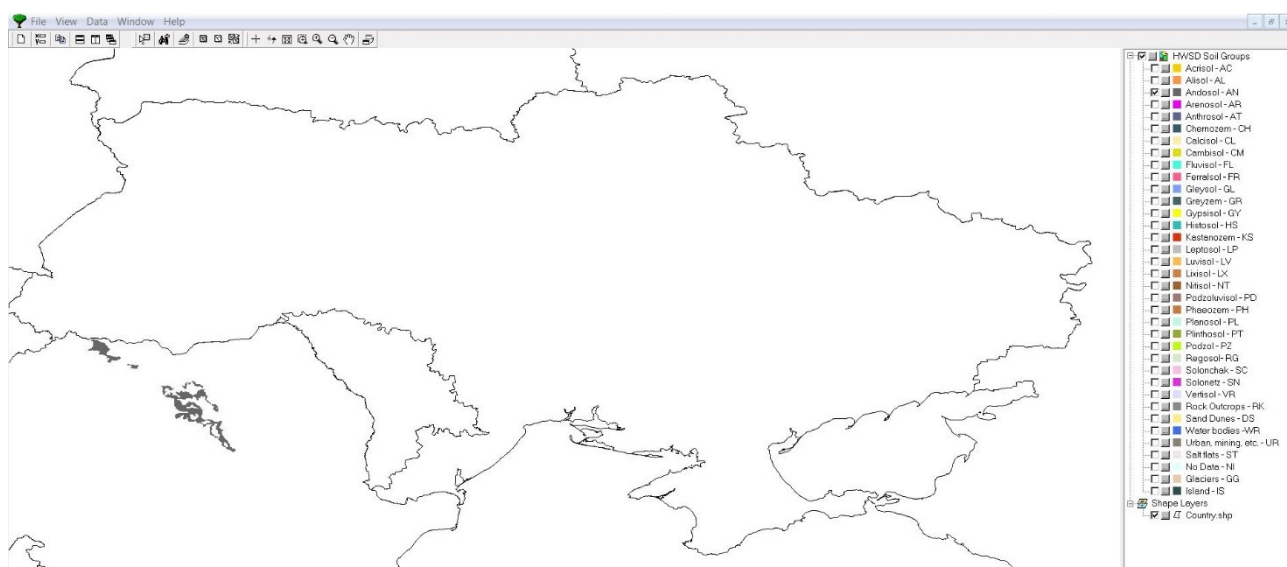 File View Data Window Help
HWSD Soil Groups
Acrisol - AC
Alisol - AL
Andosol - AN
Arenosol - AR
Anthrosol - AT
Chernozem - CH
Calcisol - CL
Cambisol - CM
Fluvisol - FL
Ferralsol - FR
Gleysol - GL
Greyzem - GR
Gypsisol - GY
Histosol - HS
Kastanozem - KS
Leptosol - LP
Luvisol - LV
Lixisol - LX
Nitisol - NT
Podzoluvisol - PD
Phaeozem - PH
Planosol - PL
Plinthosol - PT
Podzol - PZ
Regosol - RG
Solonchak - SC
Solonetz - SN
Vertisol - VR
Rock Outcrops - RK
Sand Dunes - DS
Water bodies -WR
Urban, mining, etc. - UR
Salt flats - ST
No Data - NI
Glaciers - GG
Island - IS
Shape Layers
Country.shp